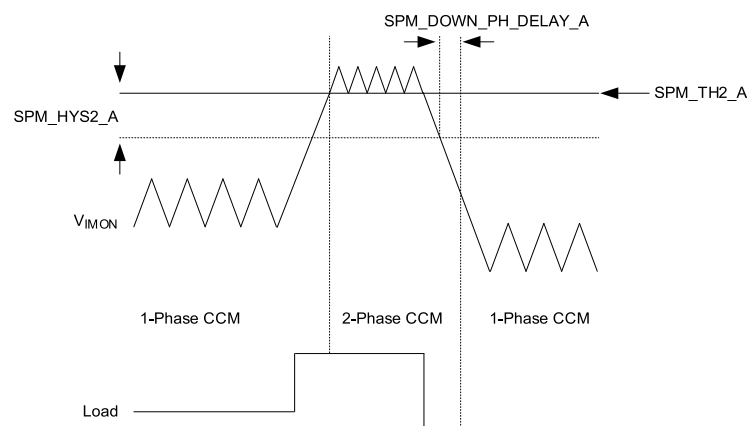 SPM_DOWN_PH_DELAY_A
SPM_TH2_A
SPM_HYS2_A
VIMON
1-Phase CCM
2-Phase CCM
1-Phase CCM
Load